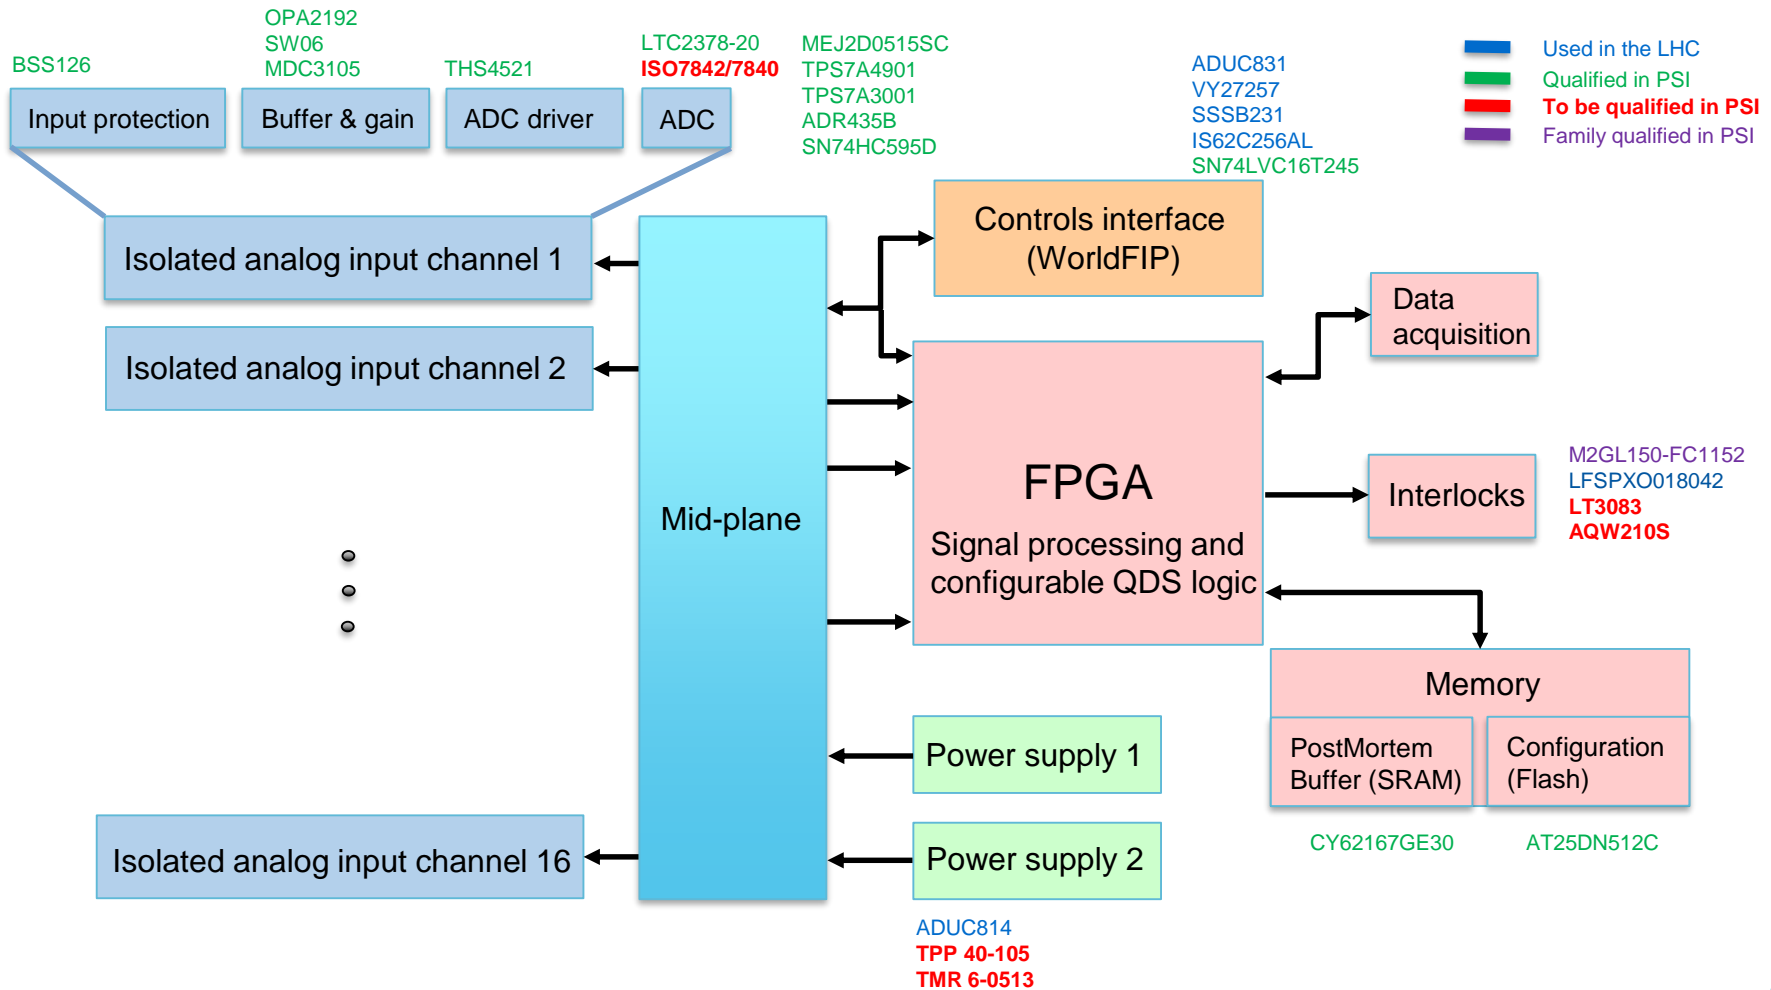 OPA2192
SW06
MDC3105
BSS126
THS4521
LTC2378-20
ISO7842/7840
MEJ2D0515SC
TPS7A4901
TPS7A3001
ADR435B
SN74HC595D
ADUC831
VY27257
SSSB231
IS62C256AL
SN74LVC16T245
Used in the LHC
Qualified in PSI
To be qualified in PSI
Family qualified in PSI
Input protection
Buffer & gain
ADC driver
ADC
Isolated analog input channel 1
Isolated analog input channel 2
Isolated analog input channel 16
Mid-plane
Controls interface
(WorldFIP)
Data
acquisition
FPGA
Signal processing and
configurable QDS logic
Interlocks
M2GL150-FC1152
LFSPXO018042
LT3083
AQW210S
Memory
PostMortem
Buffer (SRAM)
Configuration
(Flash)
CY62167GE30
AT25DN512C
Power supply 1
Power supply 2
ADUC814
TPP 40-105
TMR 6-0513